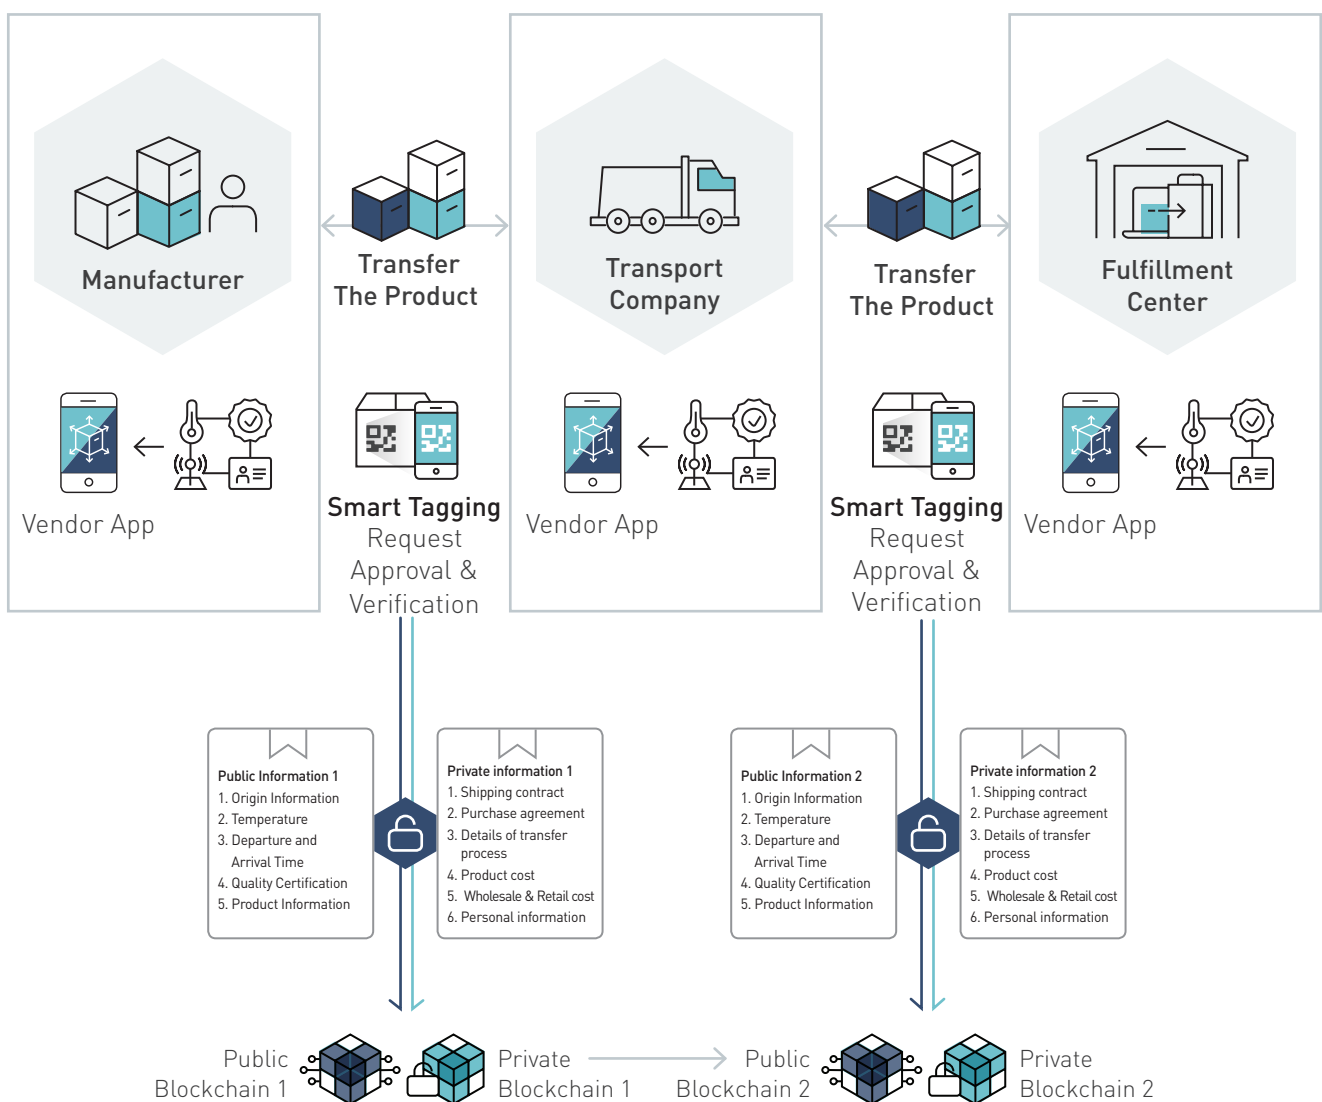 Manufacturer
Transfer
The Product
Transport
Company
Transfer
The Product
Fulfillment
Center
Vendor App
Smart Tagging
Request
Approval &
Verification
Vendor App
Smart Tagging
Request
Approval &
Verification
Vendor App
Public Information 1
1. Origin Information
2. Temperature
3. Departure and
Arrival Time
4. Quality Certification
5. Product Information
Private information 1
1. Shipping contract
2. Purchase agreement
3. Details of transfer
process
4. Product cost
5. Wholesale & Retail cost
6. Personal information
Public Information 2
1. Origin Information
2. Temperature
3. Departure and
Arrival Time
4. Quality Certification
5. Product Information
Private information 2
1. Shipping contract
2. Purchase agreement
3. Details of transfer
process
4. Product cost
5. Wholesale & Retail cost
6. Personal information
Public
Blockchain 1
Private
Blockchain 1
Public
Blockchain 2
Private
Blockchain 2